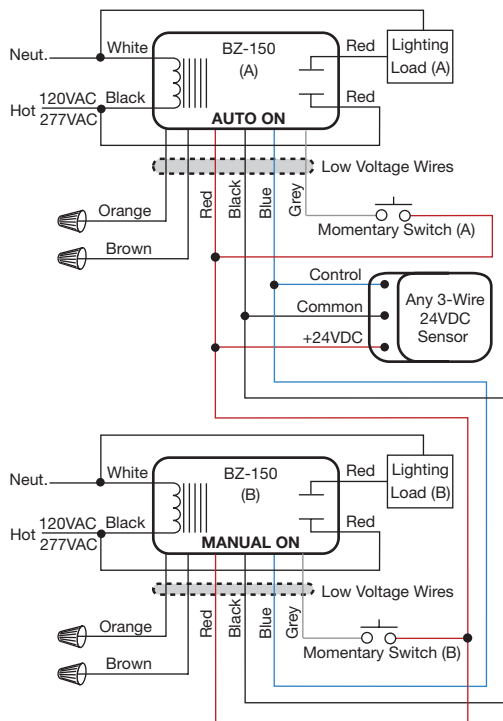 Neut.
White
BZ-150
(A)
Red
Lighting
Load (A)
Hot
120VAC
277VAC
Black
Red
AUTO ON
Low Voltage Wires
Orange
Brown
Red
Black
Blue
Grey
Momentary Switch (A)
Control
Common
+24VDC
Any 3-Wire
24VDC
Sensor
Neut.
White
BZ-150
(B)
Red
Lighting
Load (B)
Hot
120VAC
277VAC
Black
Red
MANUAL ON
Low Voltage Wires
Orange
Brown
Red
Black
Blue
Grey
Momentary Switch (B)